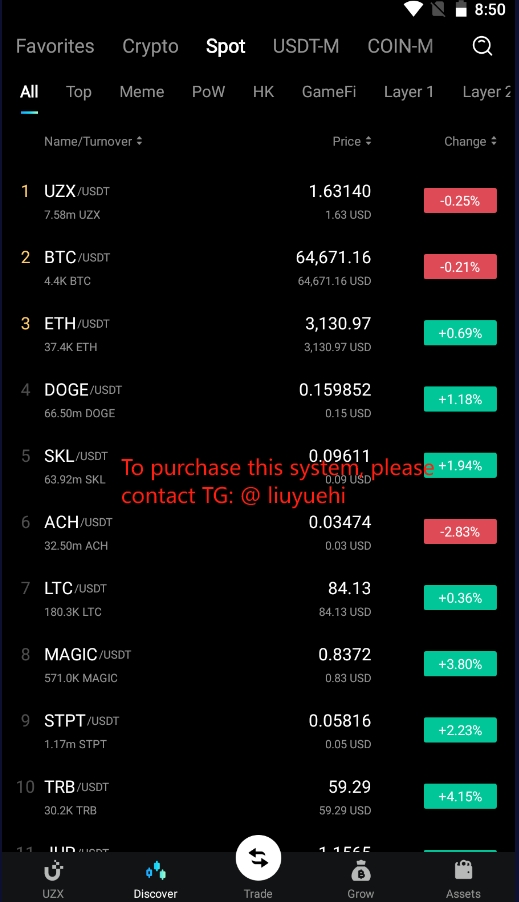 8:50
Favorites Crypto Spot USDT-M COIN-M
All Top Meme PoW HK GameFi Layer 1 Layer 2
Name/Turnover Price Change
1 UZX/USDT 1.63140 -0.25%
7.58m UZX 1.63 USD
2 BTC/USDT 64,671.16 -0.21%
4.4K BTC 64,671.16 USD
3 ETH/USDT 3,130.97 +0.69%
37.4K ETH 3,130.97 USD
4 DOGE/USDT 0.159852 +1.18%
66.50m DOGE 0.15 USD
5 SKL/USDT 0.09611 +1.94%
To purchase this system, please
63.92m SKL 0.09 USD
contact TG: @ liuyuehi
6 ACH/USDT 0.03474 -2.83%
32.50m ACH 0.03 USD
7 LTC/USDT 84.13 +0.36%
180.3K LTC 84.13 USD
8 MAGIC/USDT 0.8372 +3.80%
571.0K MAGIC 0.83 USD
9 STPT/USDT 0.05816 +2.23%
1.17m STPT 0.05 USD
10 TRB/USDT 59.29 +4.15%
30.2K TRB 59.29 USD
11 JUP/USDT 1.1565
UZX Discover Trade Grow Assets